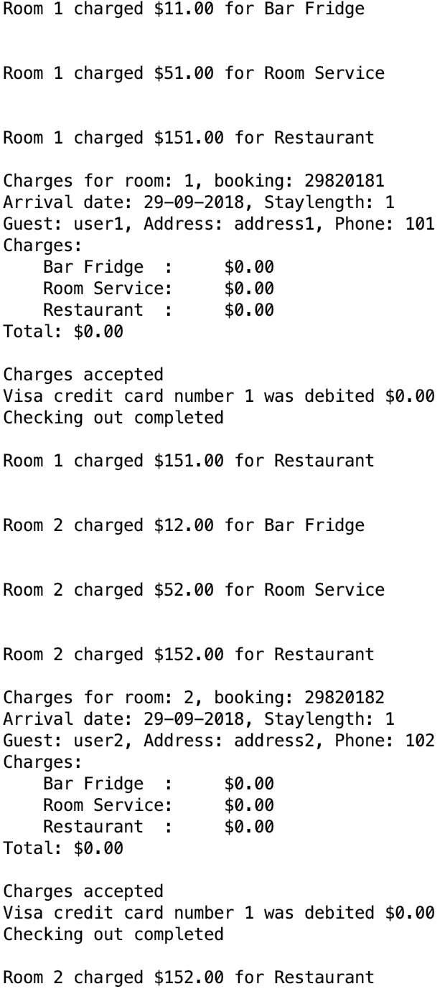 Room 1 charged $11.00 for Bar Fridge
Room 1 charged $51.00 for Room Service
Room 1 charged $151.00 for Restaurant
Charges for room: 1, booking: 29820181
Arrival date: 29-09-2018, Staylength: 1
Guest: user1, Address: address1, Phone: 101
Charges:
    Bar Fridge  :     $0.00
    Room Service:     $0.00
    Restaurant  :     $0.00
Total: $0.00
Charges accepted
Visa credit card number 1 was debited $0.00
Checking out completed
Room 1 charged $151.00 for Restaurant
Room 2 charged $12.00 for Bar Fridge
Room 2 charged $52.00 for Room Service
Room 2 charged $152.00 for Restaurant
Charges for room: 2, booking: 29820182
Arrival date: 29-09-2018, Staylength: 1
Guest: user2, Address: address2, Phone: 102
Charges:
    Bar Fridge  :     $0.00
    Room Service:     $0.00
    Restaurant  :     $0.00
Total: $0.00
Charges accepted
Visa credit card number 1 was debited $0.00
Checking out completed
Room 2 charged $152.00 for Restaurant